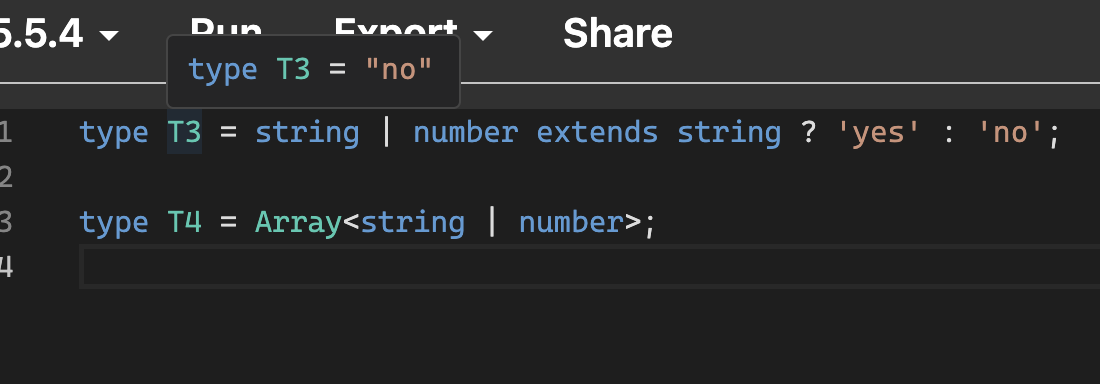 5.5.4 Run Export Share
type T3 = "no"
1 type T3 = string | number extends string ? 'yes' : 'no';
2
3 type T4 = Array<string | number>;
4